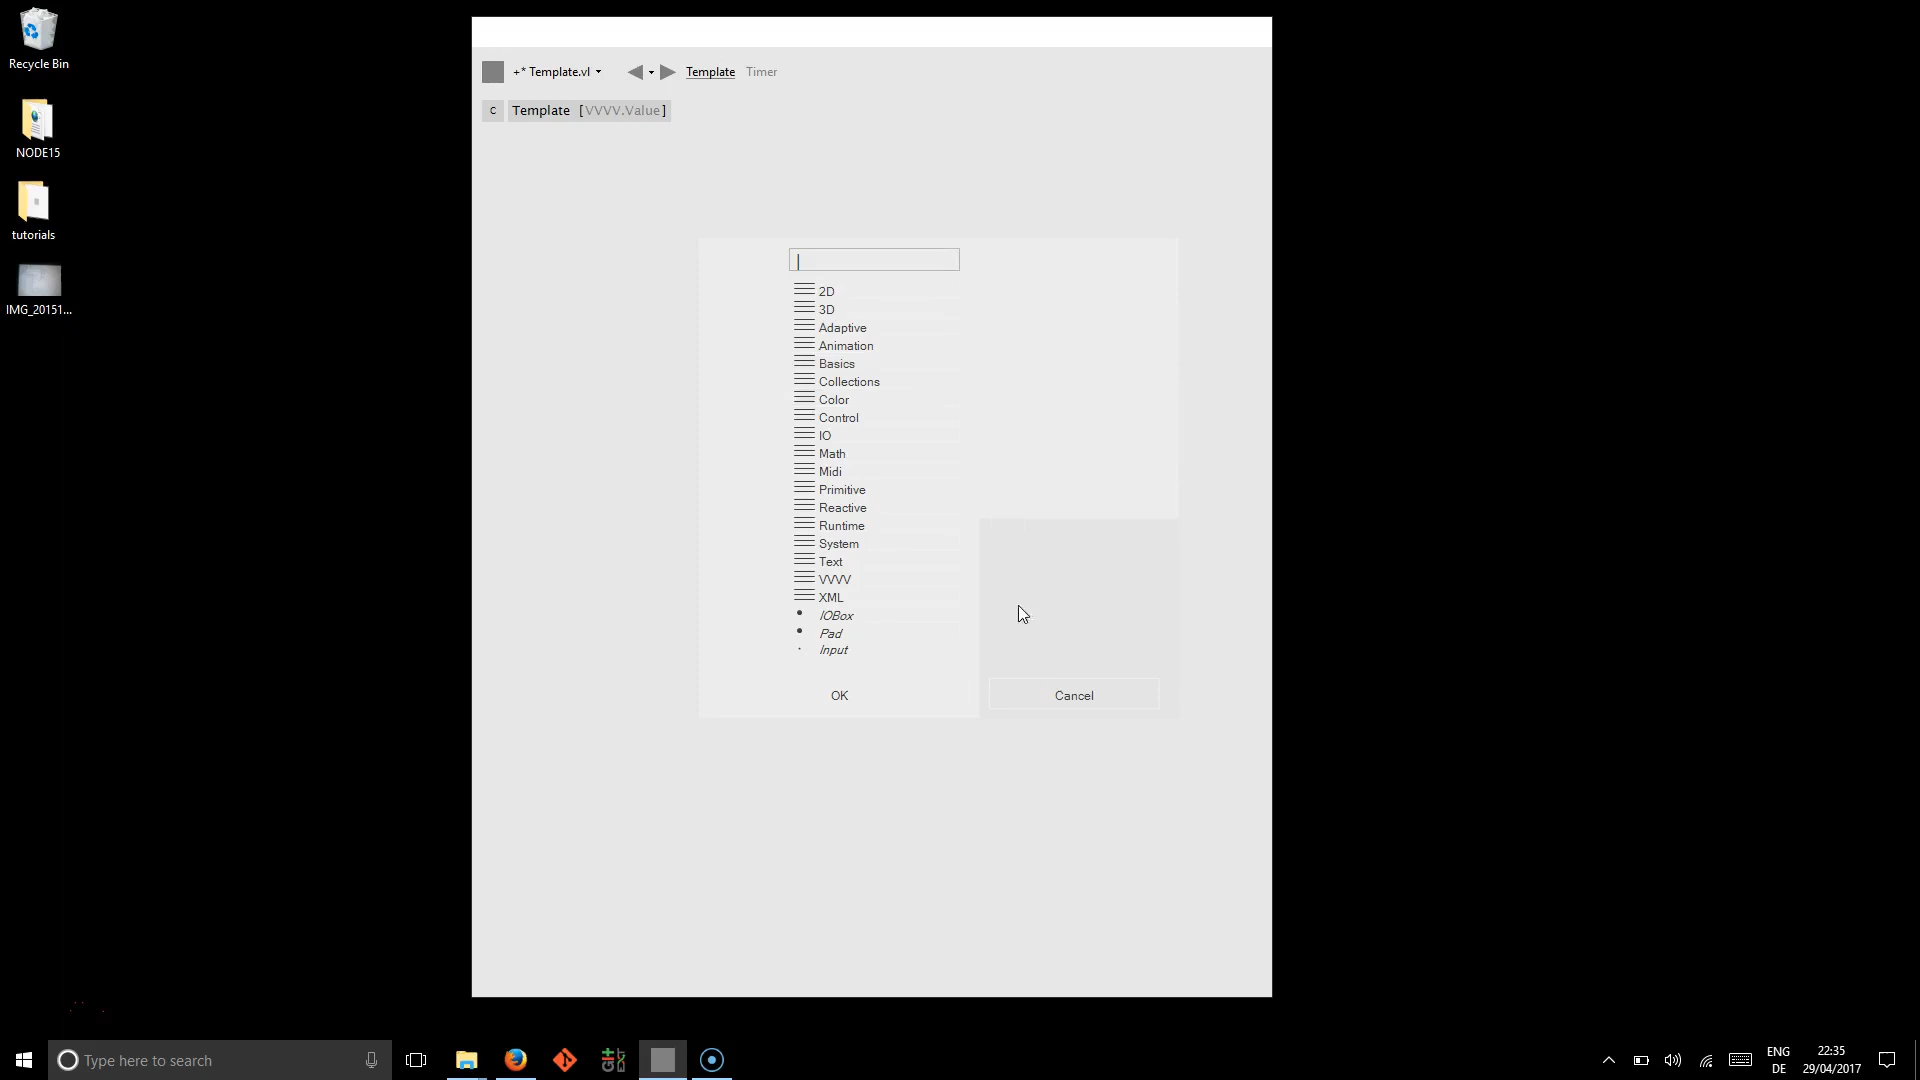 Recycle Bin
NODE15
tutorials
IMG_20151...
+* Template.vl
Template
Timer
C
Template [VVVV.Value]
2D
3D
Adaptive
Animation
Basics
Collections
Color
Control
IO
Math
Midi
Primitive
Reactive
Runtime
System
Text
VVVV
XML
IOBox
Pad
Input
OK
Cancel
Type here to search
ENG
DE
22:35
29/04/2017